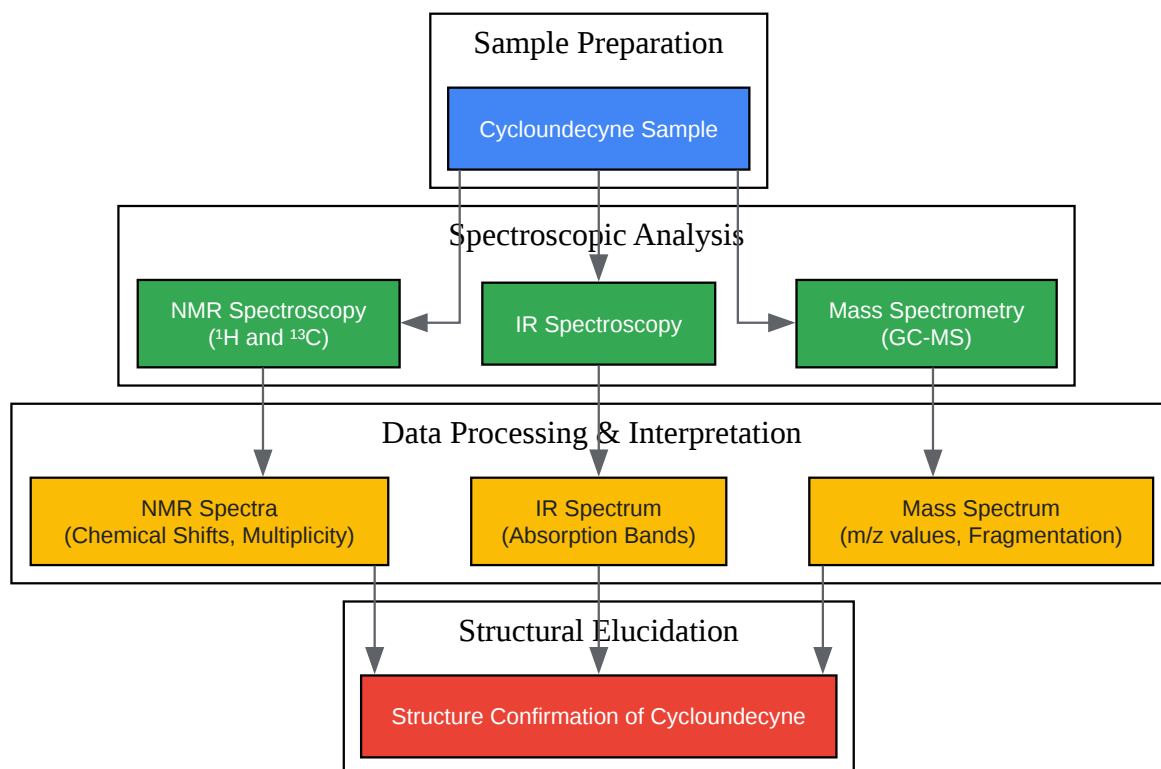 Sample Preparation
Cycloundecyne Sample
Spectroscopic Analysis
NMR Spectroscopy
(¹H and ¹³C)
IR Spectroscopy
Mass Spectrometry
(GC-MS)
Data Processing & Interpretation
NMR Spectra
(Chemical Shifts, Multiplicity)
IR Spectrum
(Absorption Bands)
Mass Spectrum
(m/z values, Fragmentation)
Structural Elucidation
Structure Confirmation of Cycloundecyne